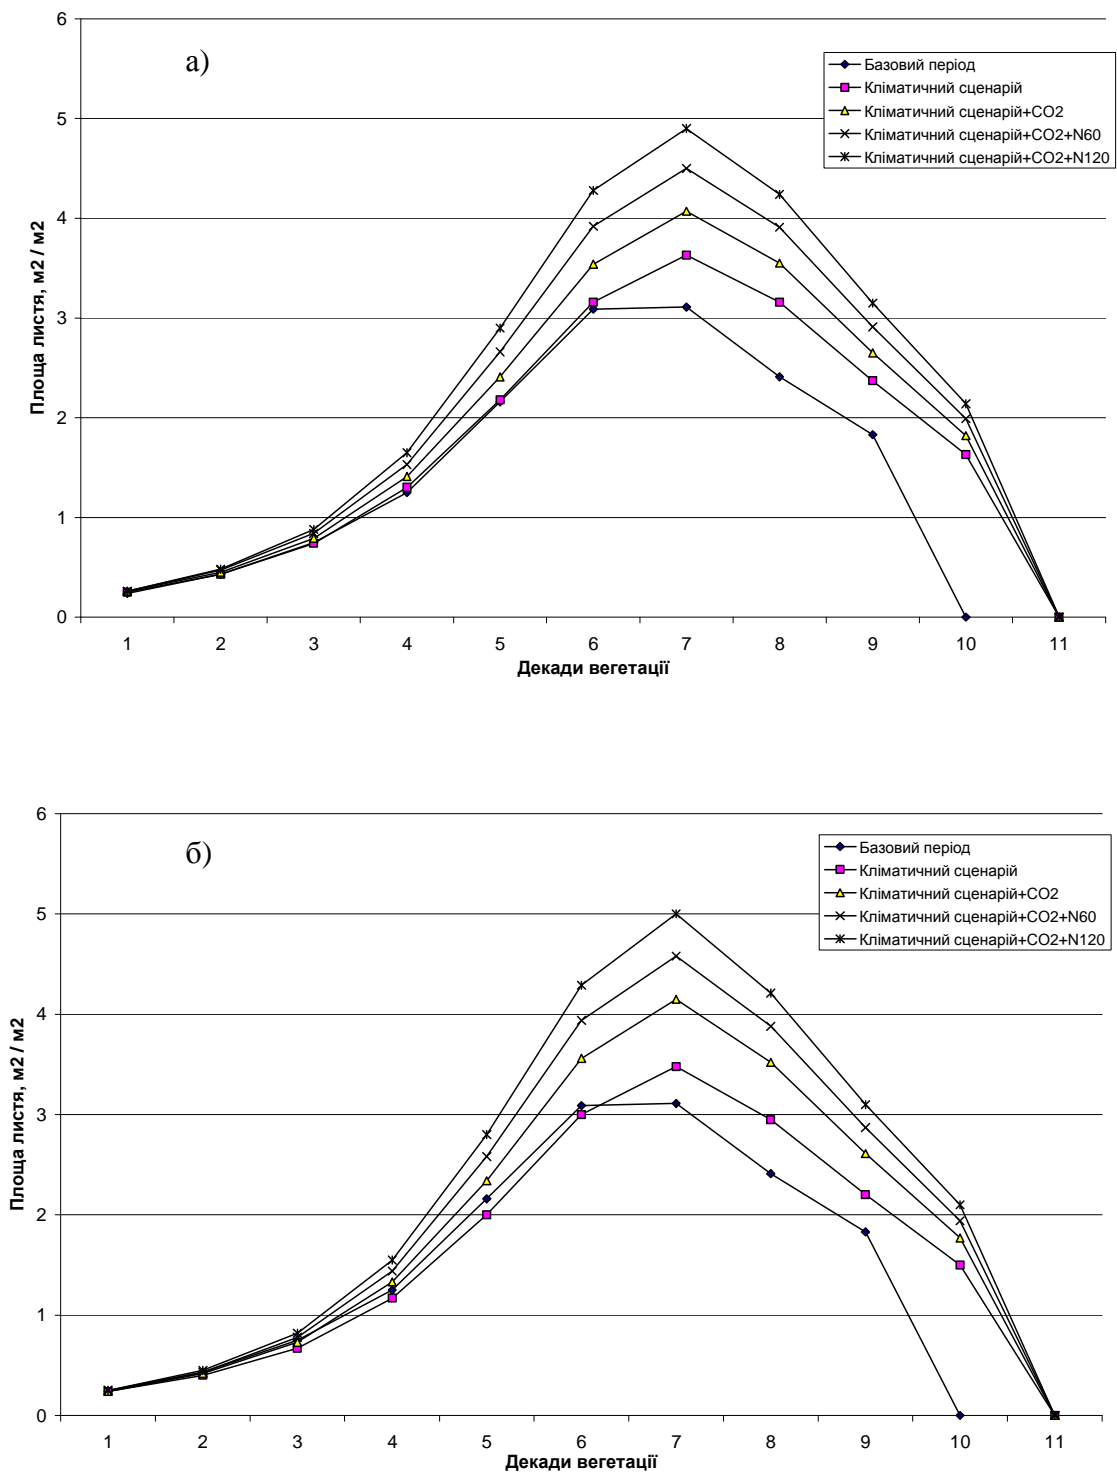 6
а)
Базовий період
Кліматичний сценарій
Кліматичний сценарій+CO2
Кліматичний сценарій+CO2+N60
Кліматичний сценарій+CO2+N120
5
4
3
2
1
0
Площа листя, м2 / м2
1 2 3 4 5 6 7 8 9 10 11
Декади вегетації
6
б)
Базовий період
Кліматичний сценарій
Кліматичний сценарій+CO2
Кліматичний сценарій+CO2+N60
Кліматичний сценарій+CO2+N120
5
4
3
2
1
0
Площа листя, м2 / м2
1 2 3 4 5 6 7 8 9 10 11
Декади вегетації